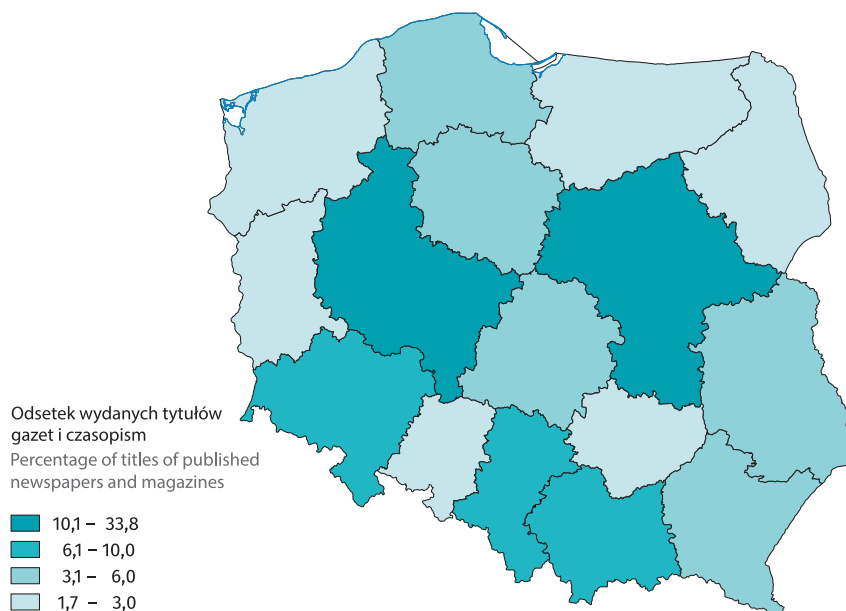 Odsetek wydanych tytułów
gazet i czasopism
Percentage of titles of published
newspapers and magazines
10,1 – 33,8
6,1 – 10,0
3,1 – 6,0
1,7 – 3,0